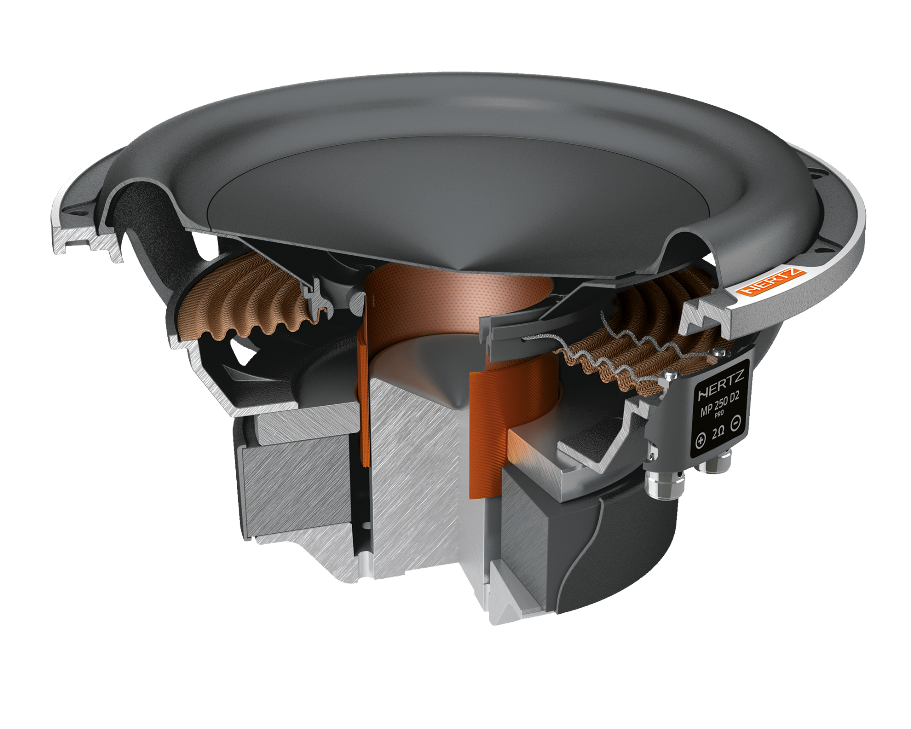 HERTZ
HERTZ
MP 250 D2
PRO
+ 2Ω −